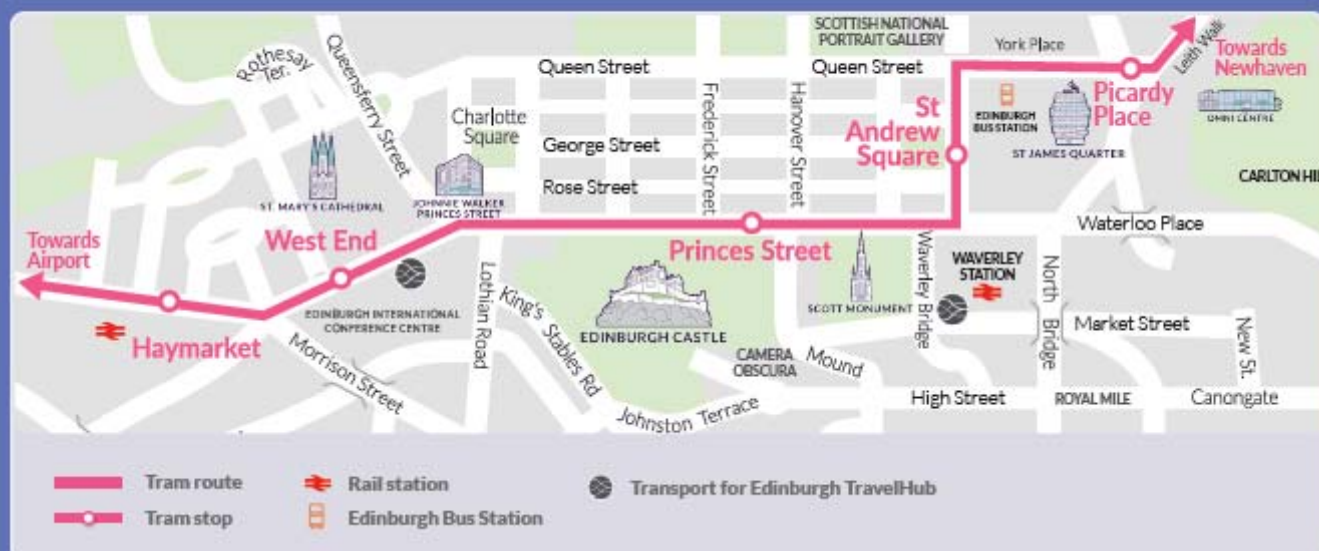 SCOTTISH NATIONAL
PORTRAIT GALLERY
York Place
Leith Walk
Towards
Newhaven
Rothesay
Ter.
Queensferry Street
Queen Street
Queen Street
Frederick Street
Hanover Street
St
Andrew
Square
EDINBURGH
BUS STATION
Picardy
Place
OMNI CENTRE
ST JAMES QUARTER
Charlotte
Square
George Street
Rose Street
CARLTON HIL
ST. MARY'S CATHEDRAL
JOHNNIE WALKER
PRINCES STREET
Towards
Airport
West End
Princes Street
Waterloo Place
Haymarket
EDINBURGH INTERNATIONAL
CONFERENCE CENTRE
Morrison Street
Lothian Road
King's Stables Rd
EDINBURGH CASTLE
SCOTT MONUMENT
Waverley Bridge
WAVERLEY
STATION
North
Bridge
Market Street
New St.
CAMERA
OBSCURA
Mound
Johnston Terrace
High Street
ROYAL MILE
Canongate
Tram route
Rail station
Transport for Edinburgh TravelHub
Tram stop
Edinburgh Bus Station